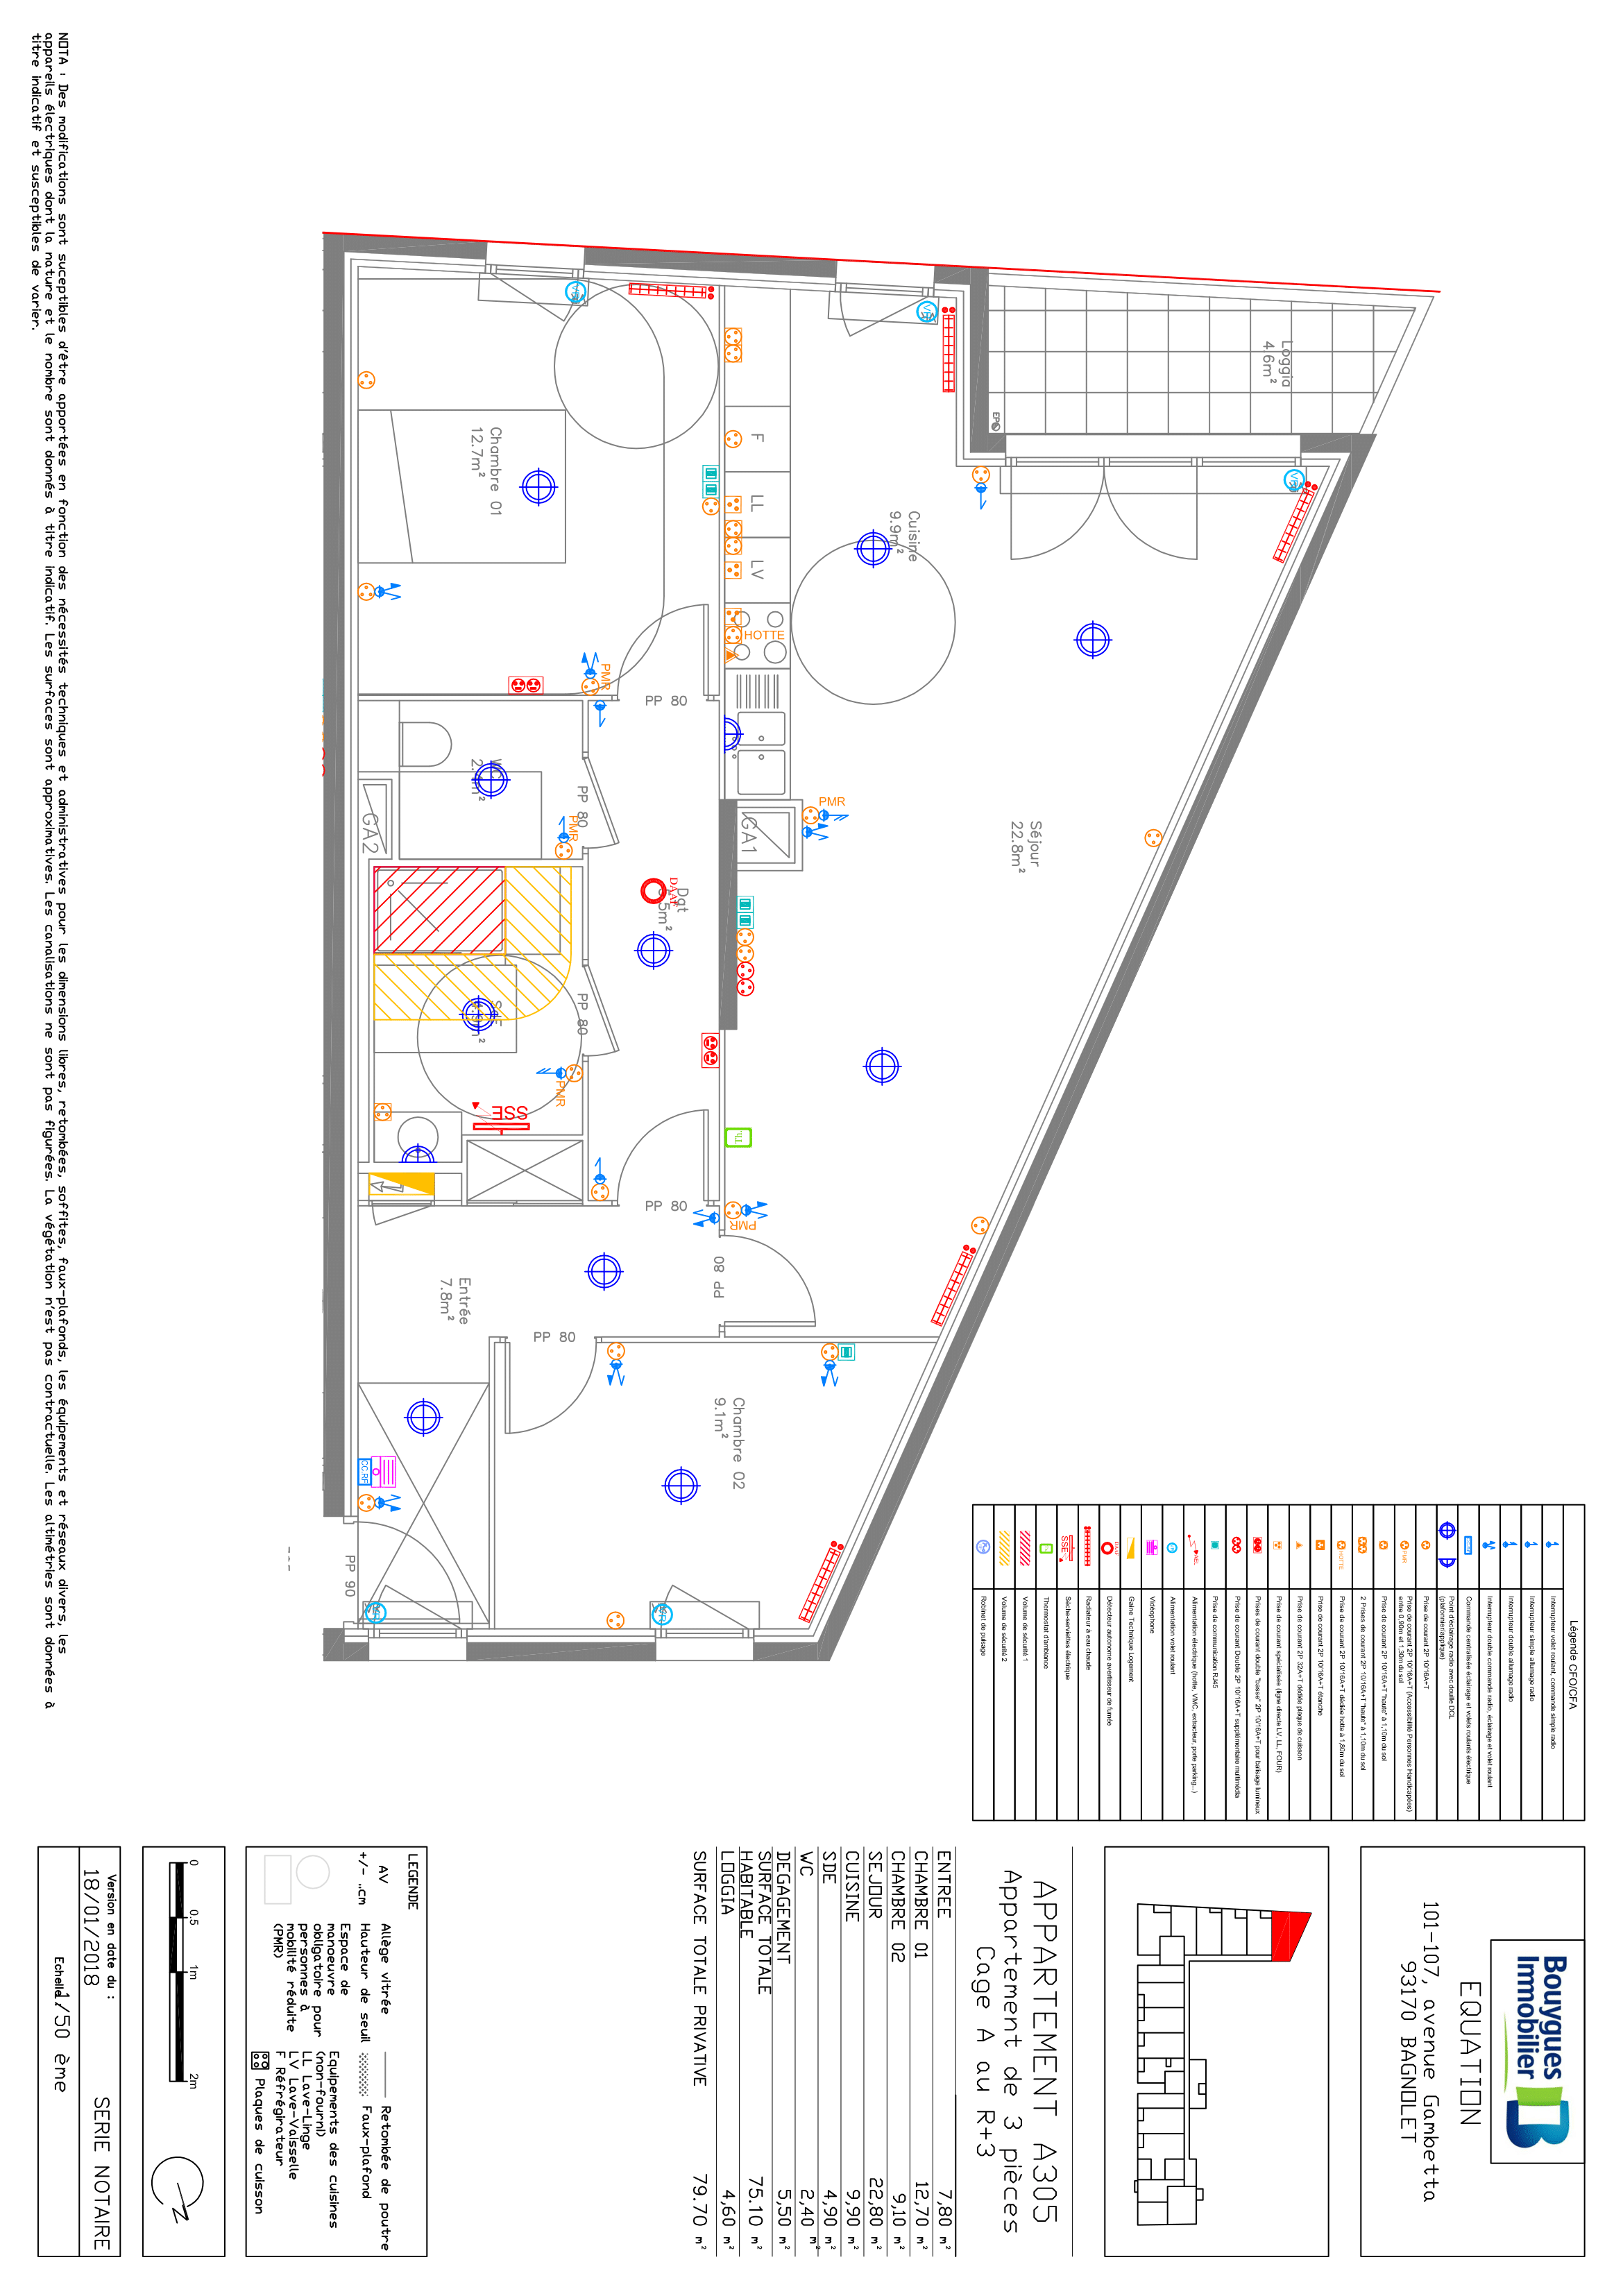 Bouygues
Immobilier
EQUATION
101-107, avenue Gambetta
93170 BAGNOLET
APPARTEMENT A305
Appartement de 3 pièces
Cage A au R+3
ENTREE 7,80 m²
CHAMBRE 01 12,70 m²
CHAMBRE 02 9,10 m²
SEJOUR 22,80 m²
CUISINE 9,90 m²
SDE 4,90 m²
WC 2,40 m²
DEGAGEMENT 5,50 m²
SURFACE TOTALE
HABITABLE 75.10 m²
LOGGIA 4,60 m²
SURFACE TOTALE PRIVATIVE 79.70 m²
LEGENDE
AV Allège vitrée
+/- ..cm Hauteur de seuil
Espace de
manoeuvre
obligatoire pour
personnes à
mobilité réduite
(PMR)
Retombée de poutre
Faux-plafond
Equipements des cuisines
(non-fourni)
LL Lave-Linge
LV Lave-Vaisselle
F Réfrigérateur
Plaques de cuisson
0 0.5 1m 2m
Version en date du :
18/01/2018
SERIE NOTAIRE
Echelle 1/50 ème
Légende CFO/CFA
Interrupteur volet roulant, commande simple radio
Interrupteur simple allumage radio
Interrupteur double allumage radio
Interrupteur double commande radio, éclairage et volet roulant
Commande centralisée éclairage et volets roulants électrique
Point d'éclairage radio avec douille DCL
(plafonnier/applique)
Prise de courant 2P 10/16A+T
Prise de courant 2P 10/16A+T (Accessibilité Personnes Handicapées)
entre 0,90m et 1,30m du sol
Prise de courant 2P 10/16A+T "haute" à 1,10m du sol
2 Prises de courant 2P 10/16A+T "haute" à 1,10m du sol
Prise de courant 2P 10/16A+T dédiée hotte à 1,80m du sol
Prise de courant 2P 10/16A+T étanche
Prise de courant 2P 32A+T dédiée plaque de cuisson
Prise de courant spécialisée (ligne directe LV, LL, FOUR)
Prises de courant double "basse" 2P 10/16A+T pour balisage lumineux
Prise de courant Double 2P 10/16A+T supplémentaire multimédia
Prise de communication RJ45
Alimentation électrique (hotte, VMC, extracteur, porte parking...)
Alimentation volet roulant
Vidéophone
Gaine Technique Logement
Détecteur autonome avertisseur de fumée
Radiateur à eau chaude
Sèche-serviettes électrique
Thermostat d'ambiance
Volume de sécurité 1
Volume de sécurité 2
Robinet de puisage
Loggia
4.6m²
Chambre 01
12.7m²
Cuisine
9.9m²
Séjour
22.8m²
Dgt
Entrée
7.8m²
Chambre 02
9.1m²
F
LL
LV
HOTTE
PMR
PMR
PMR
PMR
PMR
PP 80
PP 80
PP 80
PP 80
PP 80
PP 80
PP 90
GA1
GA2
SSE
DAAF
EP
CC.RF
NOTA : Des modifications sont susceptibles d'être apportées en fonction des nécessités techniques et administratives pour les dimensions libres, retombées, soffites, faux-plafonds, les équipements et réseaux divers, les
appareils électriques dont la nature et le nombre sont donnés à titre indicatif. Les surfaces sont approximatives. Les canalisations ne sont pas figurées. La végétation n'est pas contractuelle. Les altimétries sont données à
titre indicatif et susceptibles de varier.